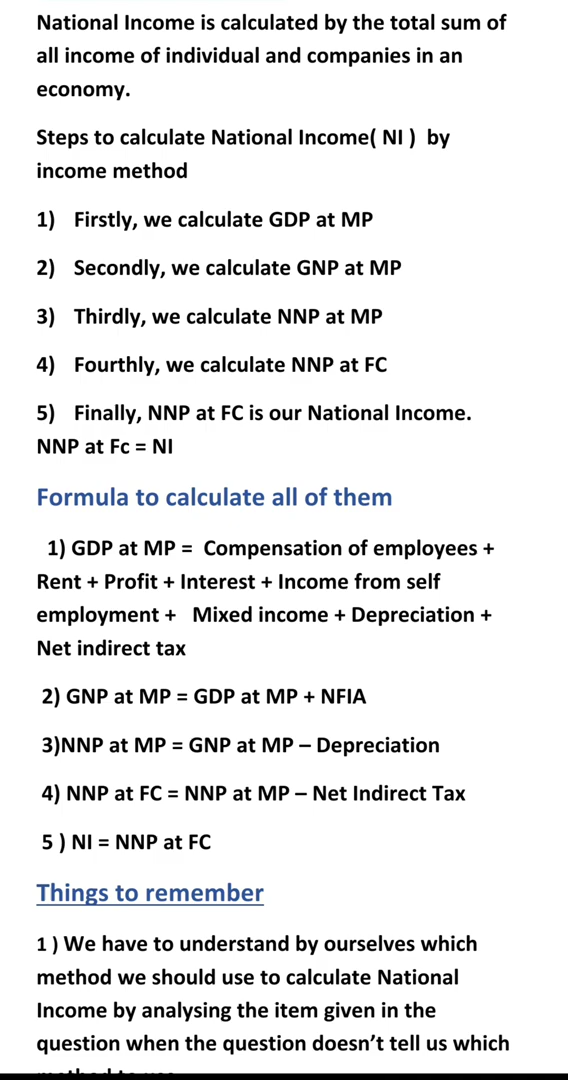 National Income is calculated by the total sum of
all income of individual and companies in an
economy.
Steps to calculate National Income( NI ) by
income method
1) Firstly, we calculate GDP at MP
2) Secondly, we calculate GNP at MP
3) Thirdly, we calculate NNP at MP
4) Fourthly, we calculate NNP at FC
5) Finally, NNP at FC is our National Income.
NNP at Fc = NI
Formula to calculate all of them
1) GDP at MP = Compensation of employees +
Rent + Profit + Interest + Income from self
employment + Mixed income + Depreciation +
Net indirect tax
2) GNP at MP = GDP at MP + NFIA
3)NNP at MP = GNP at MP – Depreciation
4) NNP at FC = NNP at MP – Net Indirect Tax
5 ) NI = NNP at FC
Things to remember
1 ) We have to understand by ourselves which
method we should use to calculate National
Income by analysing the item given in the
question when the question doesn’t tell us which